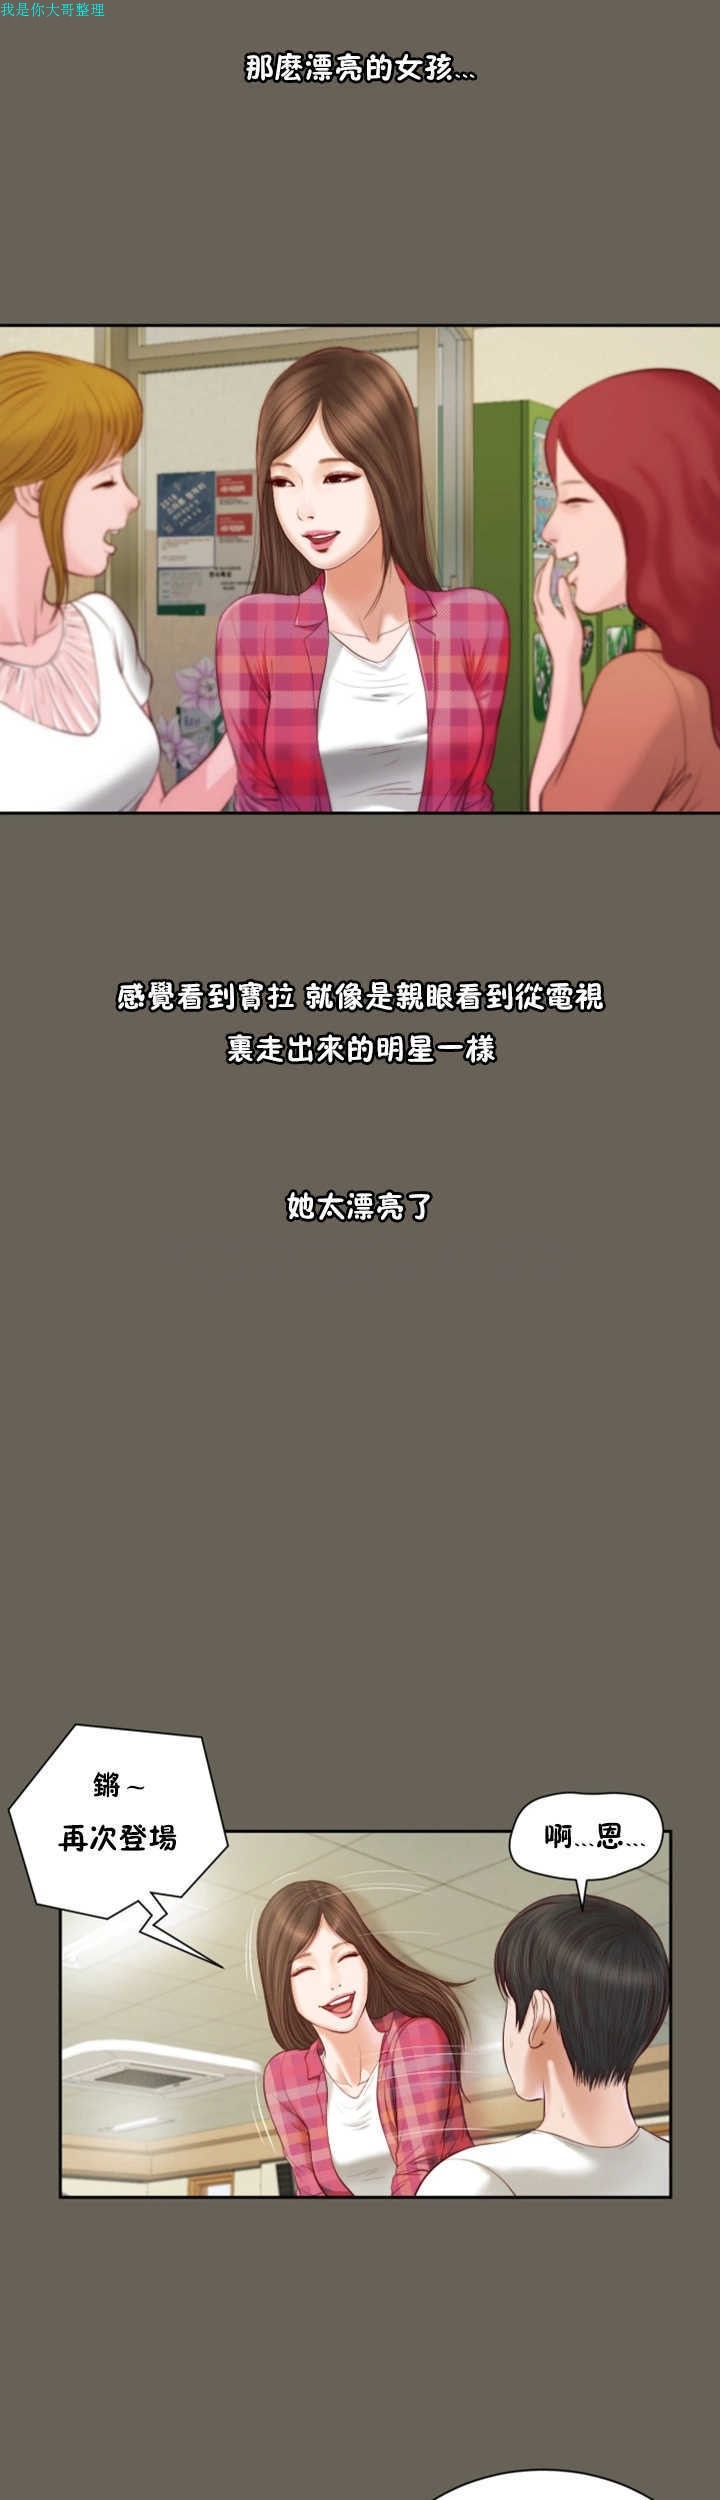 我是你大哥整理
那麽漂亮的女孩...
感覺看到寶拉 就像是親眼看到從電視
裏走出來的明星一樣
她太漂亮了
鏘~
再次登場
啊...恩...